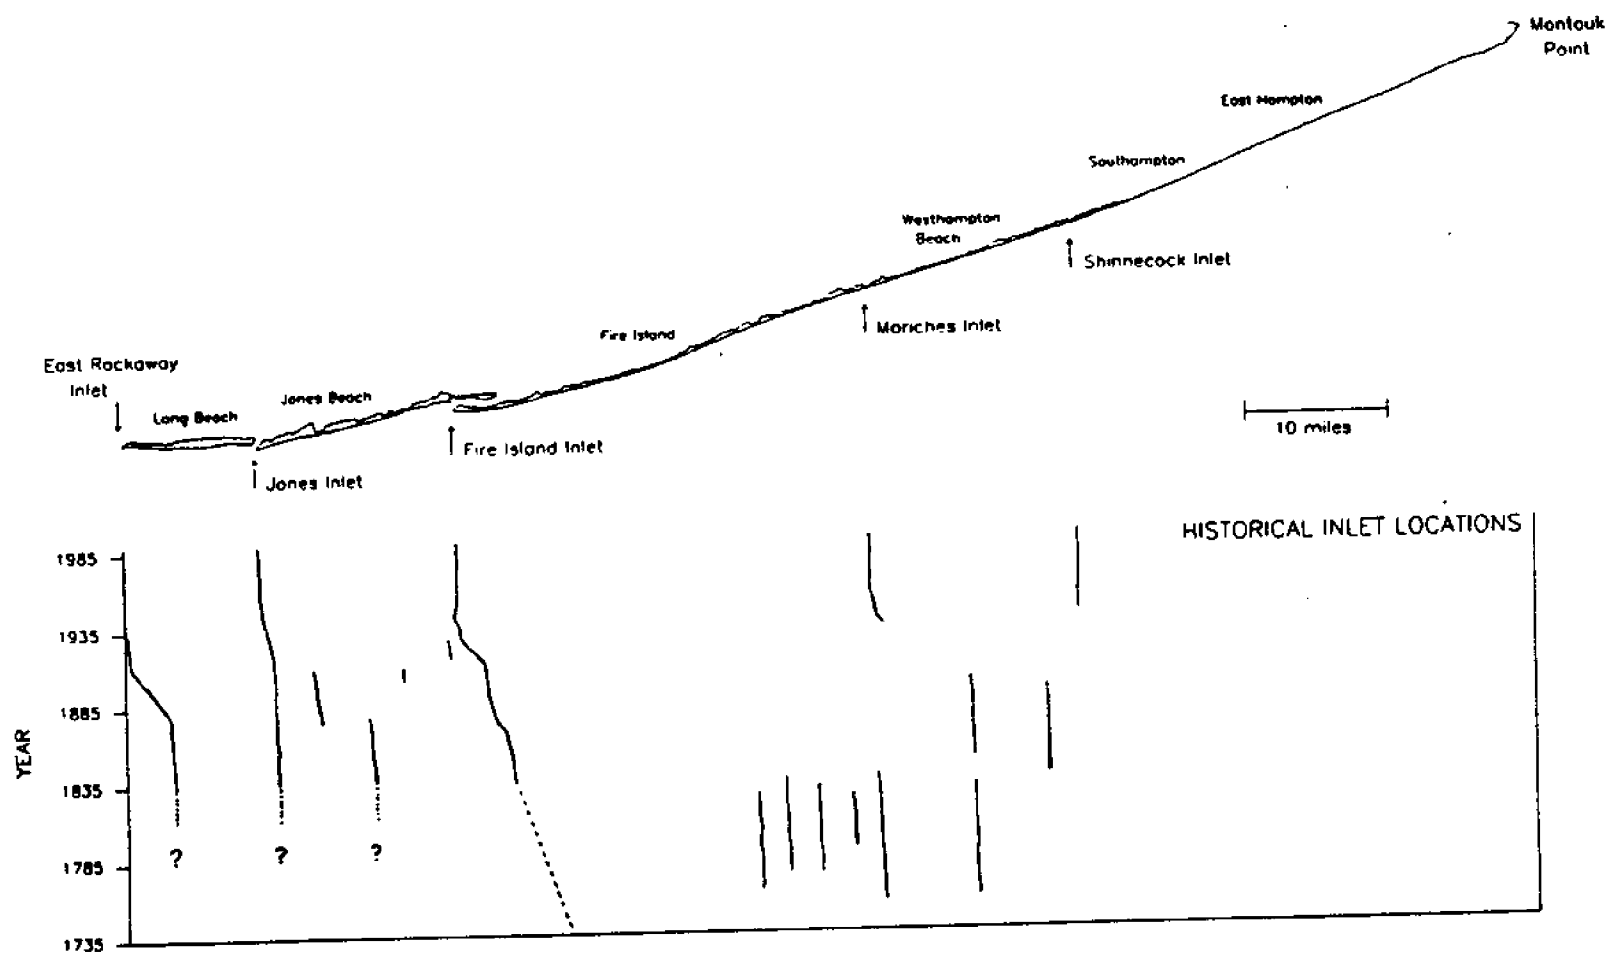 Montauk
Point
East Hampton
Southampton
Westhampton
Beach
Shinnecock Inlet
Moriches Inlet
Fire Island
East Rockaway
Inlet
Jones Beach
Long Beach
10 miles
Fire Island Inlet
Jones Inlet
HISTORICAL INLET LOCATIONS
1985
1935
1885
YEAR
1835
? ? ?
1785
1735